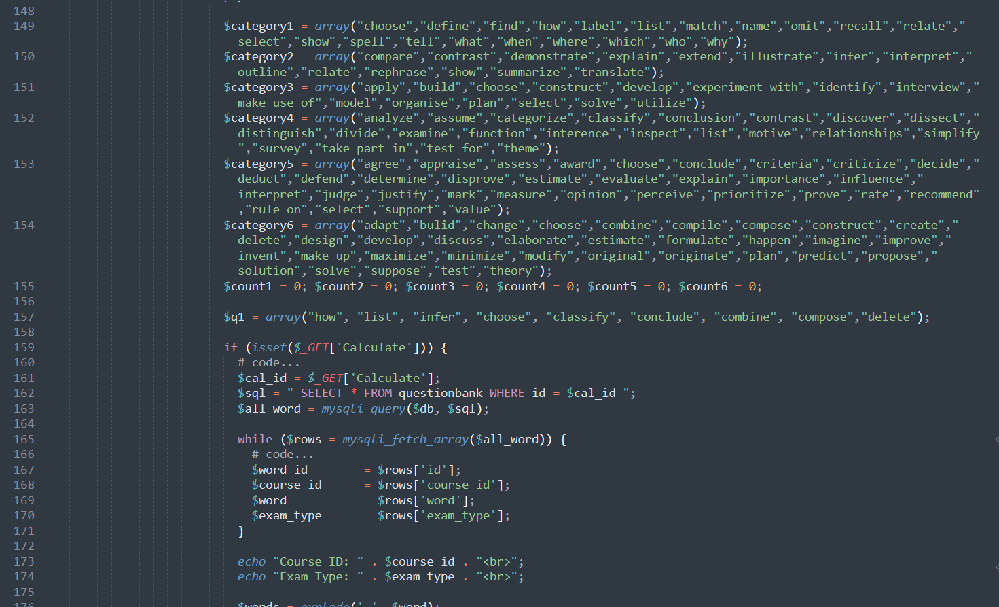 148
149 $category1 = array("choose","define","find","how","label","list","match","name","omit","recall","relate","
select","show","spell","tell","what","when","where","which","who","why");
150 $category2 = array("compare","contrast","demonstrate","explain","extend","illustrate","infer","interpret","
outline","relate","rephrase","show","summarize","translate");
151 $category3 = array("apply","build","choose","construct","develop","experiment with","identify","interview","
make use of","model","organise","plan","select","solve","utilize");
152 $category4 = array("analyze","assume","categorize","classify","conclusion","contrast","discover","dissect","
distinguish","divide","examine","function","interence","inspect","list","motive","relationships","simplify
","survey","take part in","test for","theme");
153 $category5 = array("agree","appraise","assess","award","choose","conclude","criteria","criticize","decide","
deduct","defend","determine","disprove","estimate","evaluate","explain","importance","influence","
interpret","judge","justify","mark","measure","opinion","perceive","prioritize","prove","rate","recommend"
,"rule on","select","support","value");
154 $category6 = array("adapt","bulid","change","choose","combine","compile","compose","construct","create","
delete","design","develop","discuss","elaborate","estimate","formulate","happen","imagine","improve","
invent","make up","maximize","minimize","modify","original","originate","plan","predict","propose","
solution","solve","suppose","test","theory");
155 $count1 = 0; $count2 = 0; $count3 = 0; $count4 = 0; $count5 = 0; $count6 = 0;
156
157 $q1 = array("how", "list", "infer", "choose", "classify", "conclude", "combine", "compose","delete");
158
159 if (isset($_GET['Calculate'])) {
160 # code...
161 $cal_id = $_GET['Calculate'];
162 $sql = " SELECT * FROM questionbank WHERE id = $cal_id ";
163 $all_word = mysqli_query($db, $sql);
164
165 while ($rows = mysqli_fetch_array($all_word)) {
166 # code...
167 $word_id = $rows['id'];
168 $course_id = $rows['course_id'];
169 $word = $rows['word'];
170 $exam_type = $rows['exam_type'];
171 }
172
173 echo "Course ID: " . $course_id . "<br>";
174 echo "Exam Type: " . $exam_type . "<br>";
175
176 $words = explode(' ', $word);